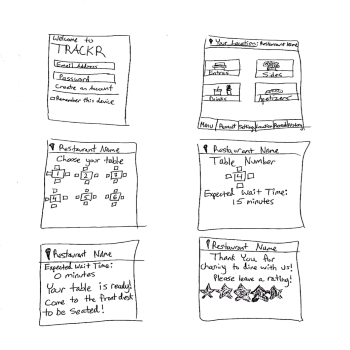 Welcome to
TRACKR
Email Address
Password
Create an Account
Remember this device
Your Location: Restaurant Name
Entrees
Sides
Drinks
Appetizers
Menu
Payment
Settings
History
Restaurant Name
Choose your table
1 2 3
4 5 6
Restaurant Name
Table Number
4
Expected Wait Time:
15 minutes
Restaurant Name
Expected Wait Time:
0 minutes
Your table is ready!
Come to the front desk
to be seated!
Restaurant Name
Thank You for
chosing to dine with us!
Please leave a rating!